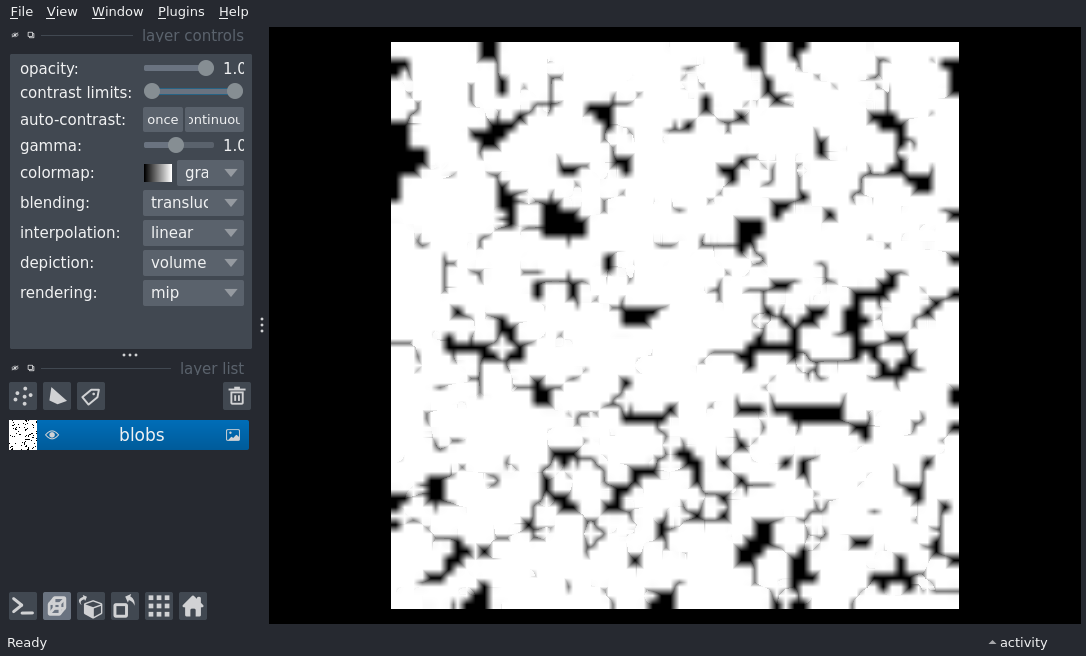 File View Window Plugins Help
layer controls
opacity: 1.0
contrast limits:
auto-contrast: once ontinuou
gamma: 1.0
colormap: gra
blending: transluc
interpolation: linear
depiction: volume
rendering: mip
layer list
blobs
Ready
activity